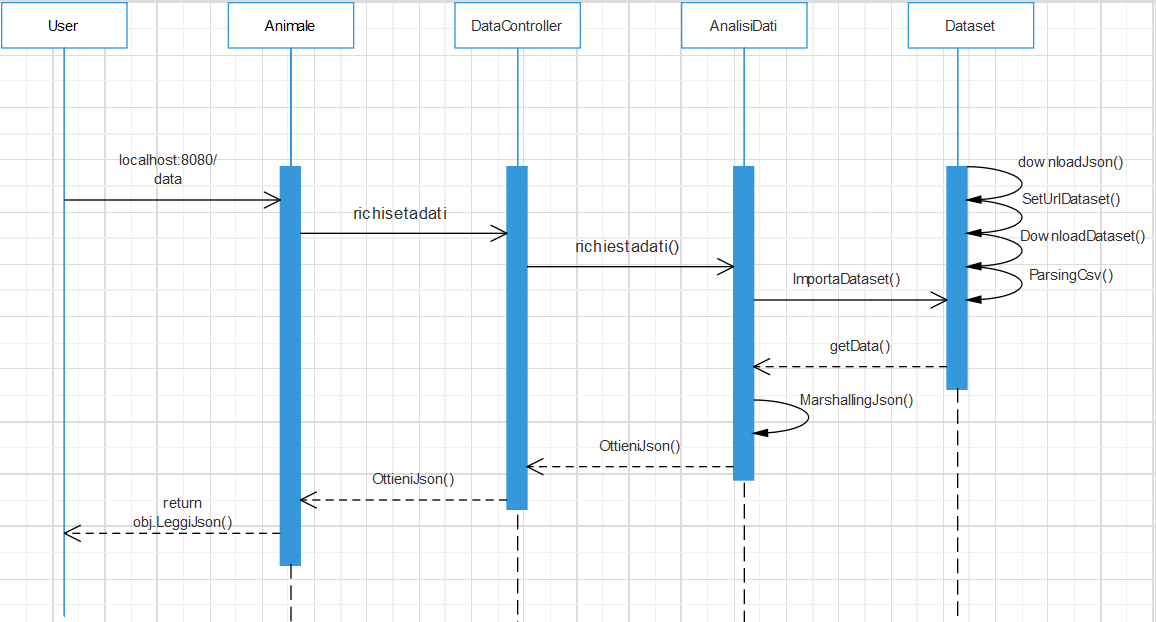 User
Animale
DataController
AnalisiDati
Dataset
localhost:8080/
data
downloadJson()
SetUrlDataset()
richisetadati
DownloadDataset()
richiestadati()
ParsingCsv()
ImportaDataset()
getData()
MarshallingJson()
OttieniJson()
OttieniJson()
return
obj.LeggiJson()